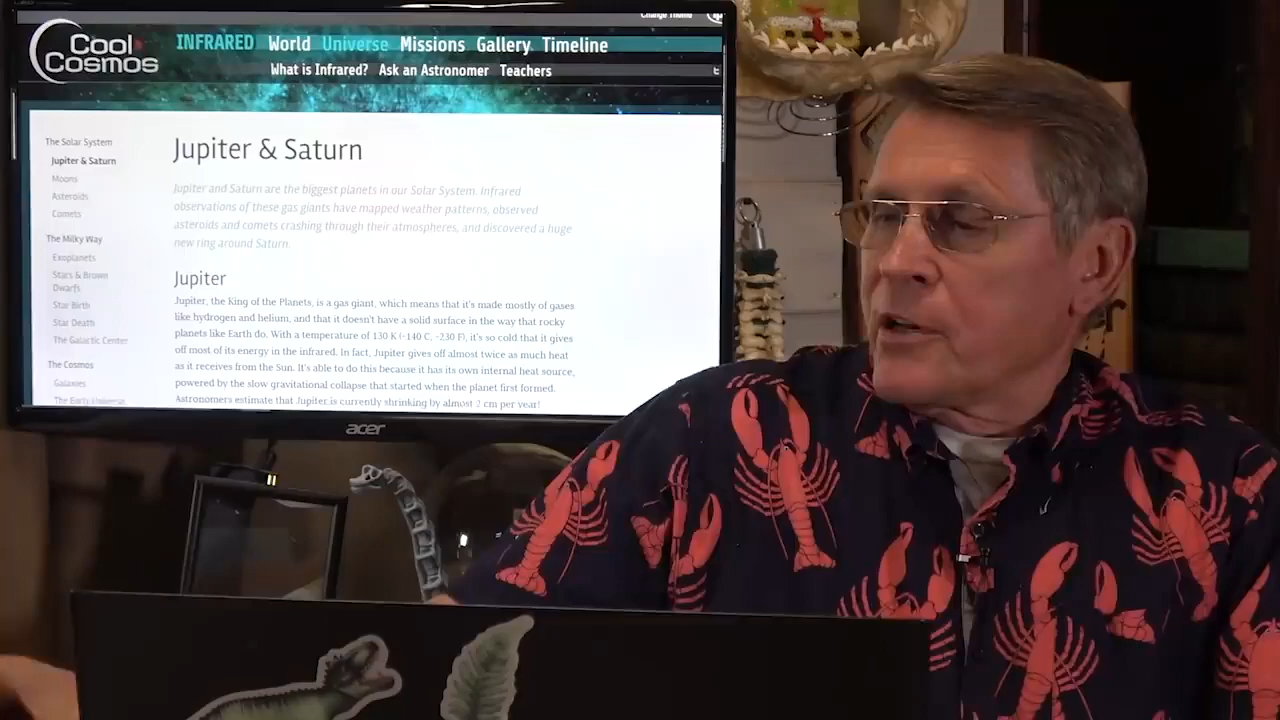 Change Theme
Cool Cosmos
INFRARED World Universe Missions Gallery Timeline
What is Infrared? Ask an Astronomer Teachers
The Solar System
Jupiter & Saturn
Moons
Asteroids
Comets
The Milky Way
Exoplanets
Stars & Brown
Dwarfs
Star Birth
Star Death
The Galactic Center
The Cosmos
Galaxies
The Early Universe
Jupiter & Saturn
Jupiter and Saturn are the biggest planets in our Solar System. Infrared
observations of these gas giants have mapped weather patterns, observed
asteroids and comets crashing through their atmospheres, and discovered a huge
new ring around Saturn.
Jupiter
Jupiter, the King of the Planets, is a gas giant, which means that it's made mostly of gases
like hydrogen and helium, and that it doesn't have a solid surface in the way that rocky
planets like Earth do. With a temperature of 130 K (-140 C, -230 F), it's so cold that it gives
off most of its energy in the infrared. In fact, Jupiter gives off almost twice as much heat
as it receives from the Sun. It's able to do this because it has its own internal heat source,
powered by the slow gravitational collapse that started when the planet first formed.
Astronomers estimate that Jupiter is currently shrinking by almost 2 cm per year!
acer